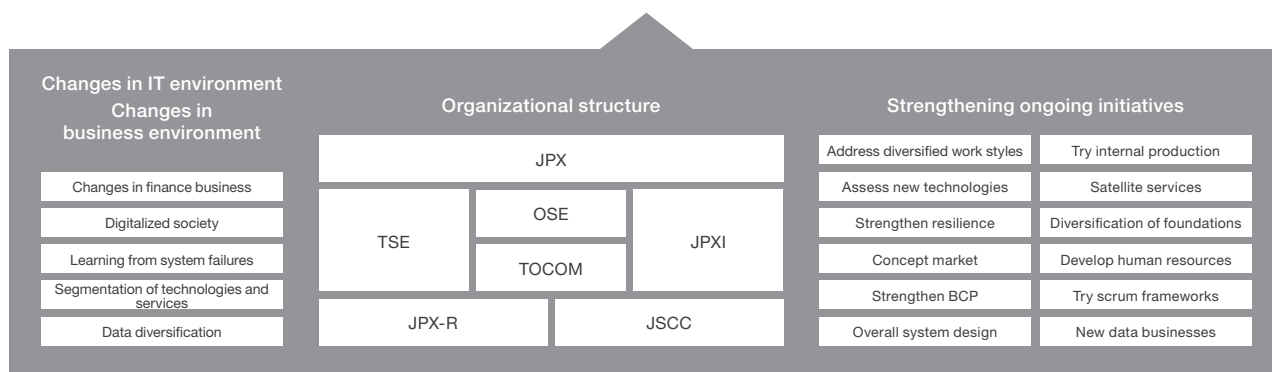 Changes in IT environment
Changes in
business environment
Changes in finance business
Digitalized society
Learning from system failures
Segmentation of technologies and
services
Data diversification
Organizational structure
JPX
TSE
OSE
TOCOM
JPXI
JPX-R
JSCC
Strengthening ongoing initiatives
Address diversified work styles
Try internal production
Assess new technologies
Satellite services
Strengthen resilience
Diversification of foundations
Concept market
Develop human resources
Strengthen BCP
Try scrum frameworks
Overall system design
New data businesses